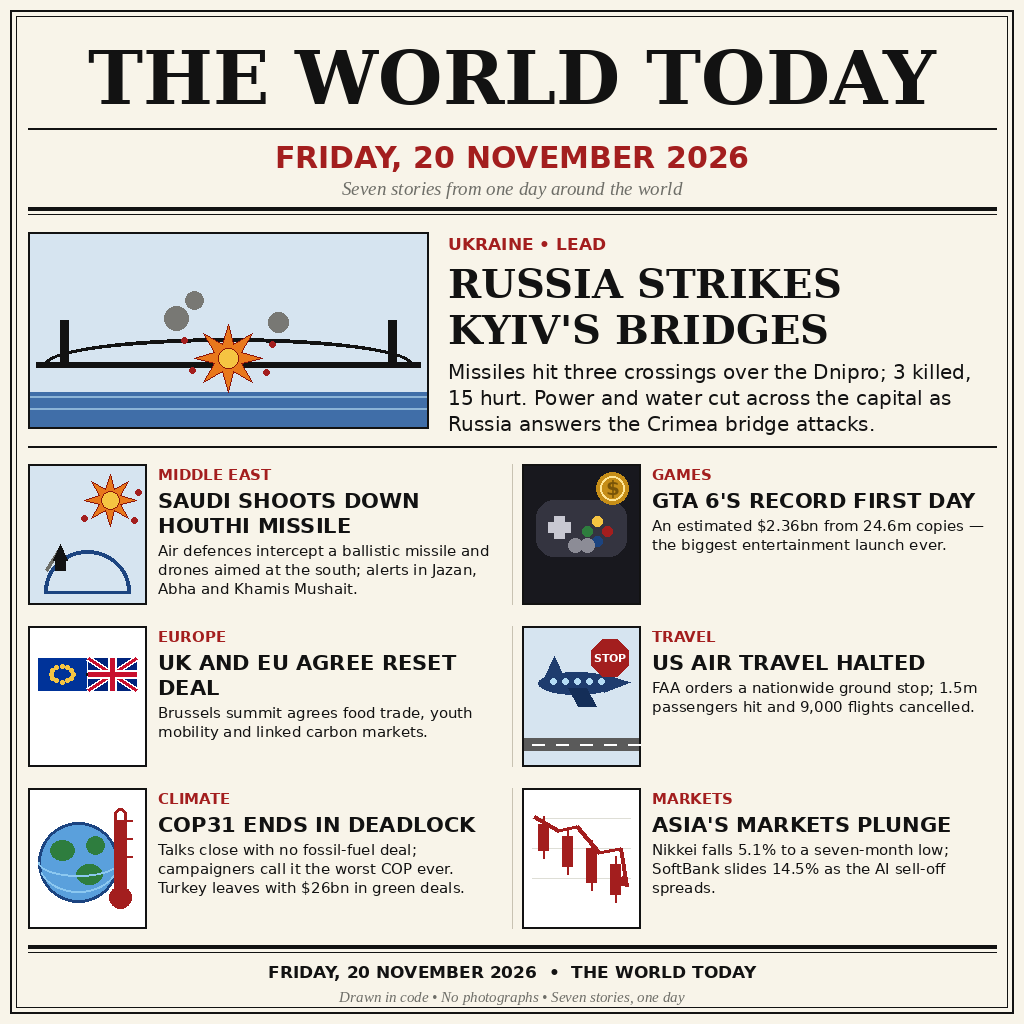 THE WORLD TODAY
FRIDAY, 20 NOVEMBER 2026
Seven stories from one day around the world
UKRAINE • LEAD
RUSSIA STRIKES
KYIV'S BRIDGES
Missiles hit three crossings over the Dnipro; 3 killed,
15 hurt. Power and water cut across the capital as
Russia answers the Crimea bridge attacks.
MIDDLE EAST
SAUDI SHOOTS DOWN
HOUTHI MISSILE
Air defences intercept a ballistic missile and
drones aimed at the south; alerts in Jazan,
Abha and Khamis Mushait.
$
GAMES
GTA 6'S RECORD FIRST DAY
An estimated $2.36bn from 24.6m copies —
the biggest entertainment launch ever.
EUROPE
UK AND EU AGREE RESET
DEAL
Brussels summit agrees food trade, youth
mobility and linked carbon markets.
STOP
TRAVEL
US AIR TRAVEL HALTED
FAA orders a nationwide ground stop; 1.5m
passengers hit and 9,000 flights cancelled.
CLIMATE
COP31 ENDS IN DEADLOCK
Talks close with no fossil-fuel deal;
campaigners call it the worst COP ever.
Turkey leaves with $26bn in green deals.
MARKETS
ASIA'S MARKETS PLUNGE
Nikkei falls 5.1% to a seven-month low;
SoftBank slides 14.5% as the AI sell-off
spreads.
FRIDAY, 20 NOVEMBER 2026 • THE WORLD TODAY
Drawn in code • No photographs • Seven stories, one day